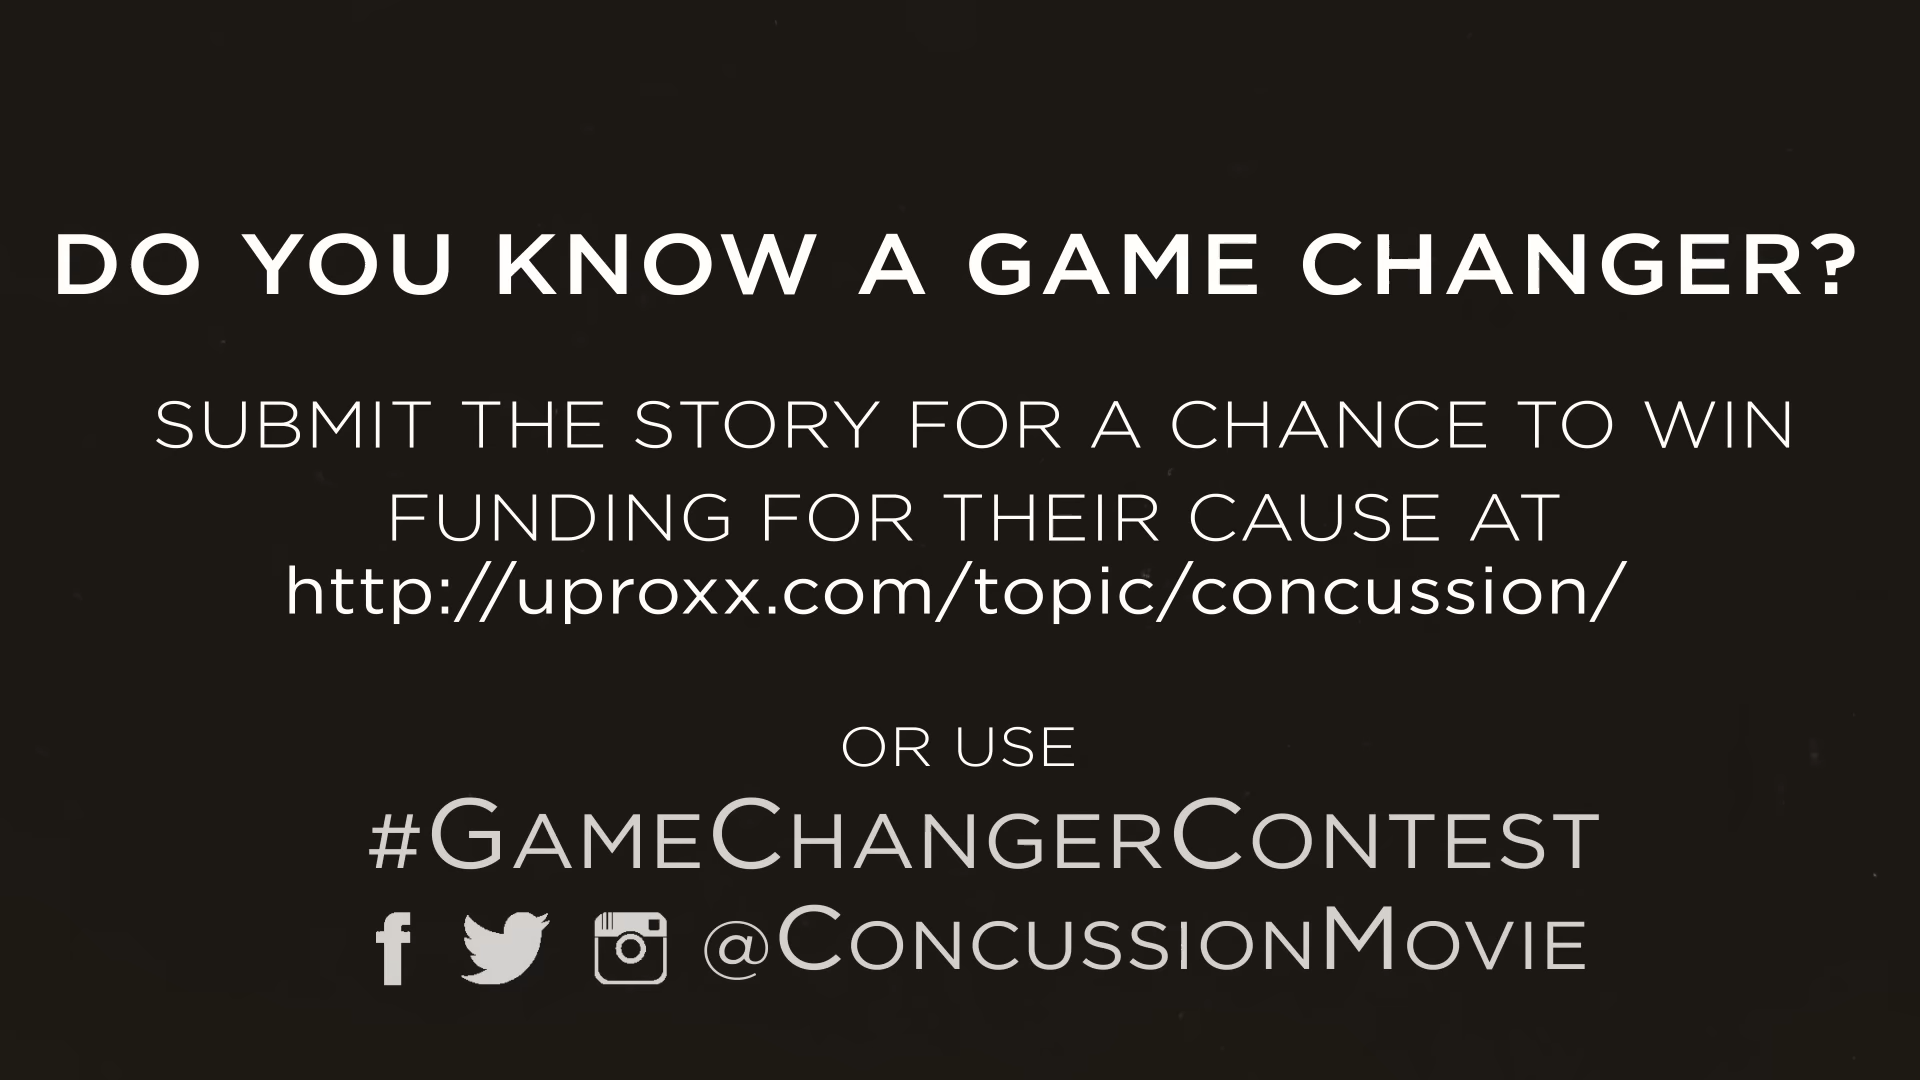 DO YOU KNOW A GAME CHANGER?
SUBMIT THE STORY FOR A CHANCE TO WIN
FUNDING FOR THEIR CAUSE AT
http://uproxx.com/topic/concussion/
OR USE
#GAMECHANGERCONTEST
@CONCUSSIONMOVIE